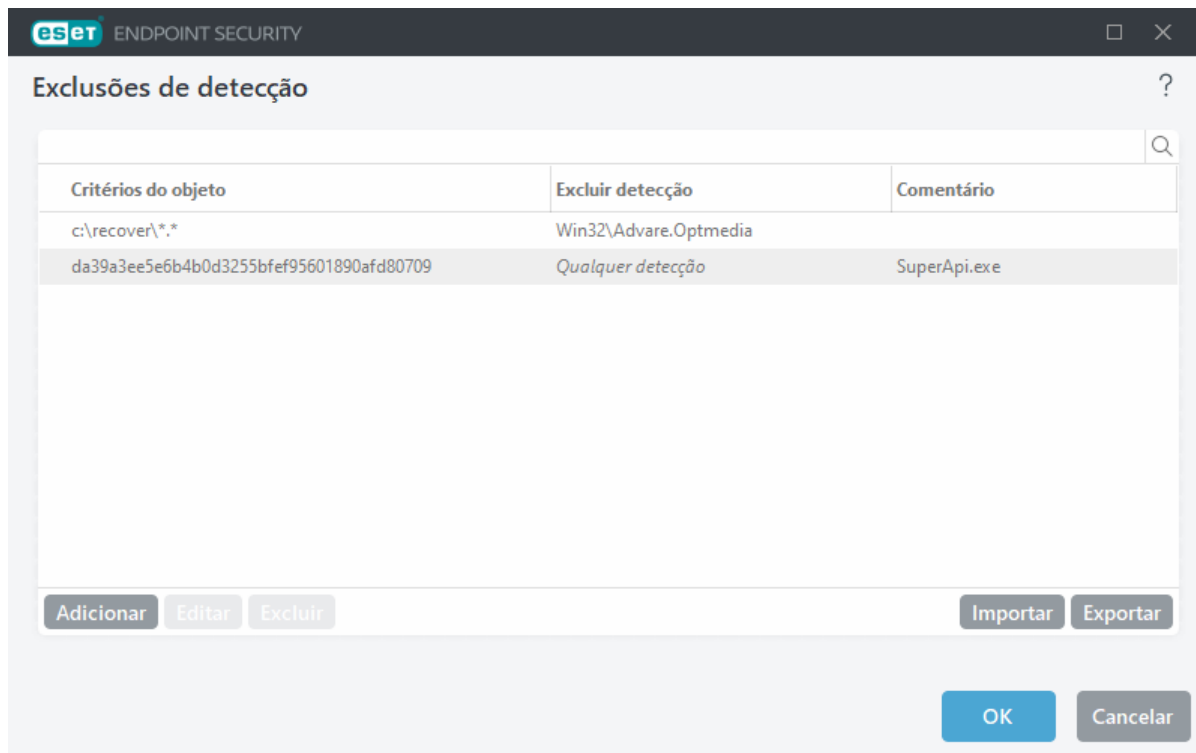 eset ENDPOINT SECURITY
Exclusões de detecção ?
Critérios do objeto Excluir detecção Comentário
c:\recover\*.* Win32\Advare.Optmedia
da39a3ee5e6b4b0d3255bfef95601890afd80709 Qualquer detecção SuperApi.exe
Adicionar Editar Excluir Importar Exportar
OK Cancelar